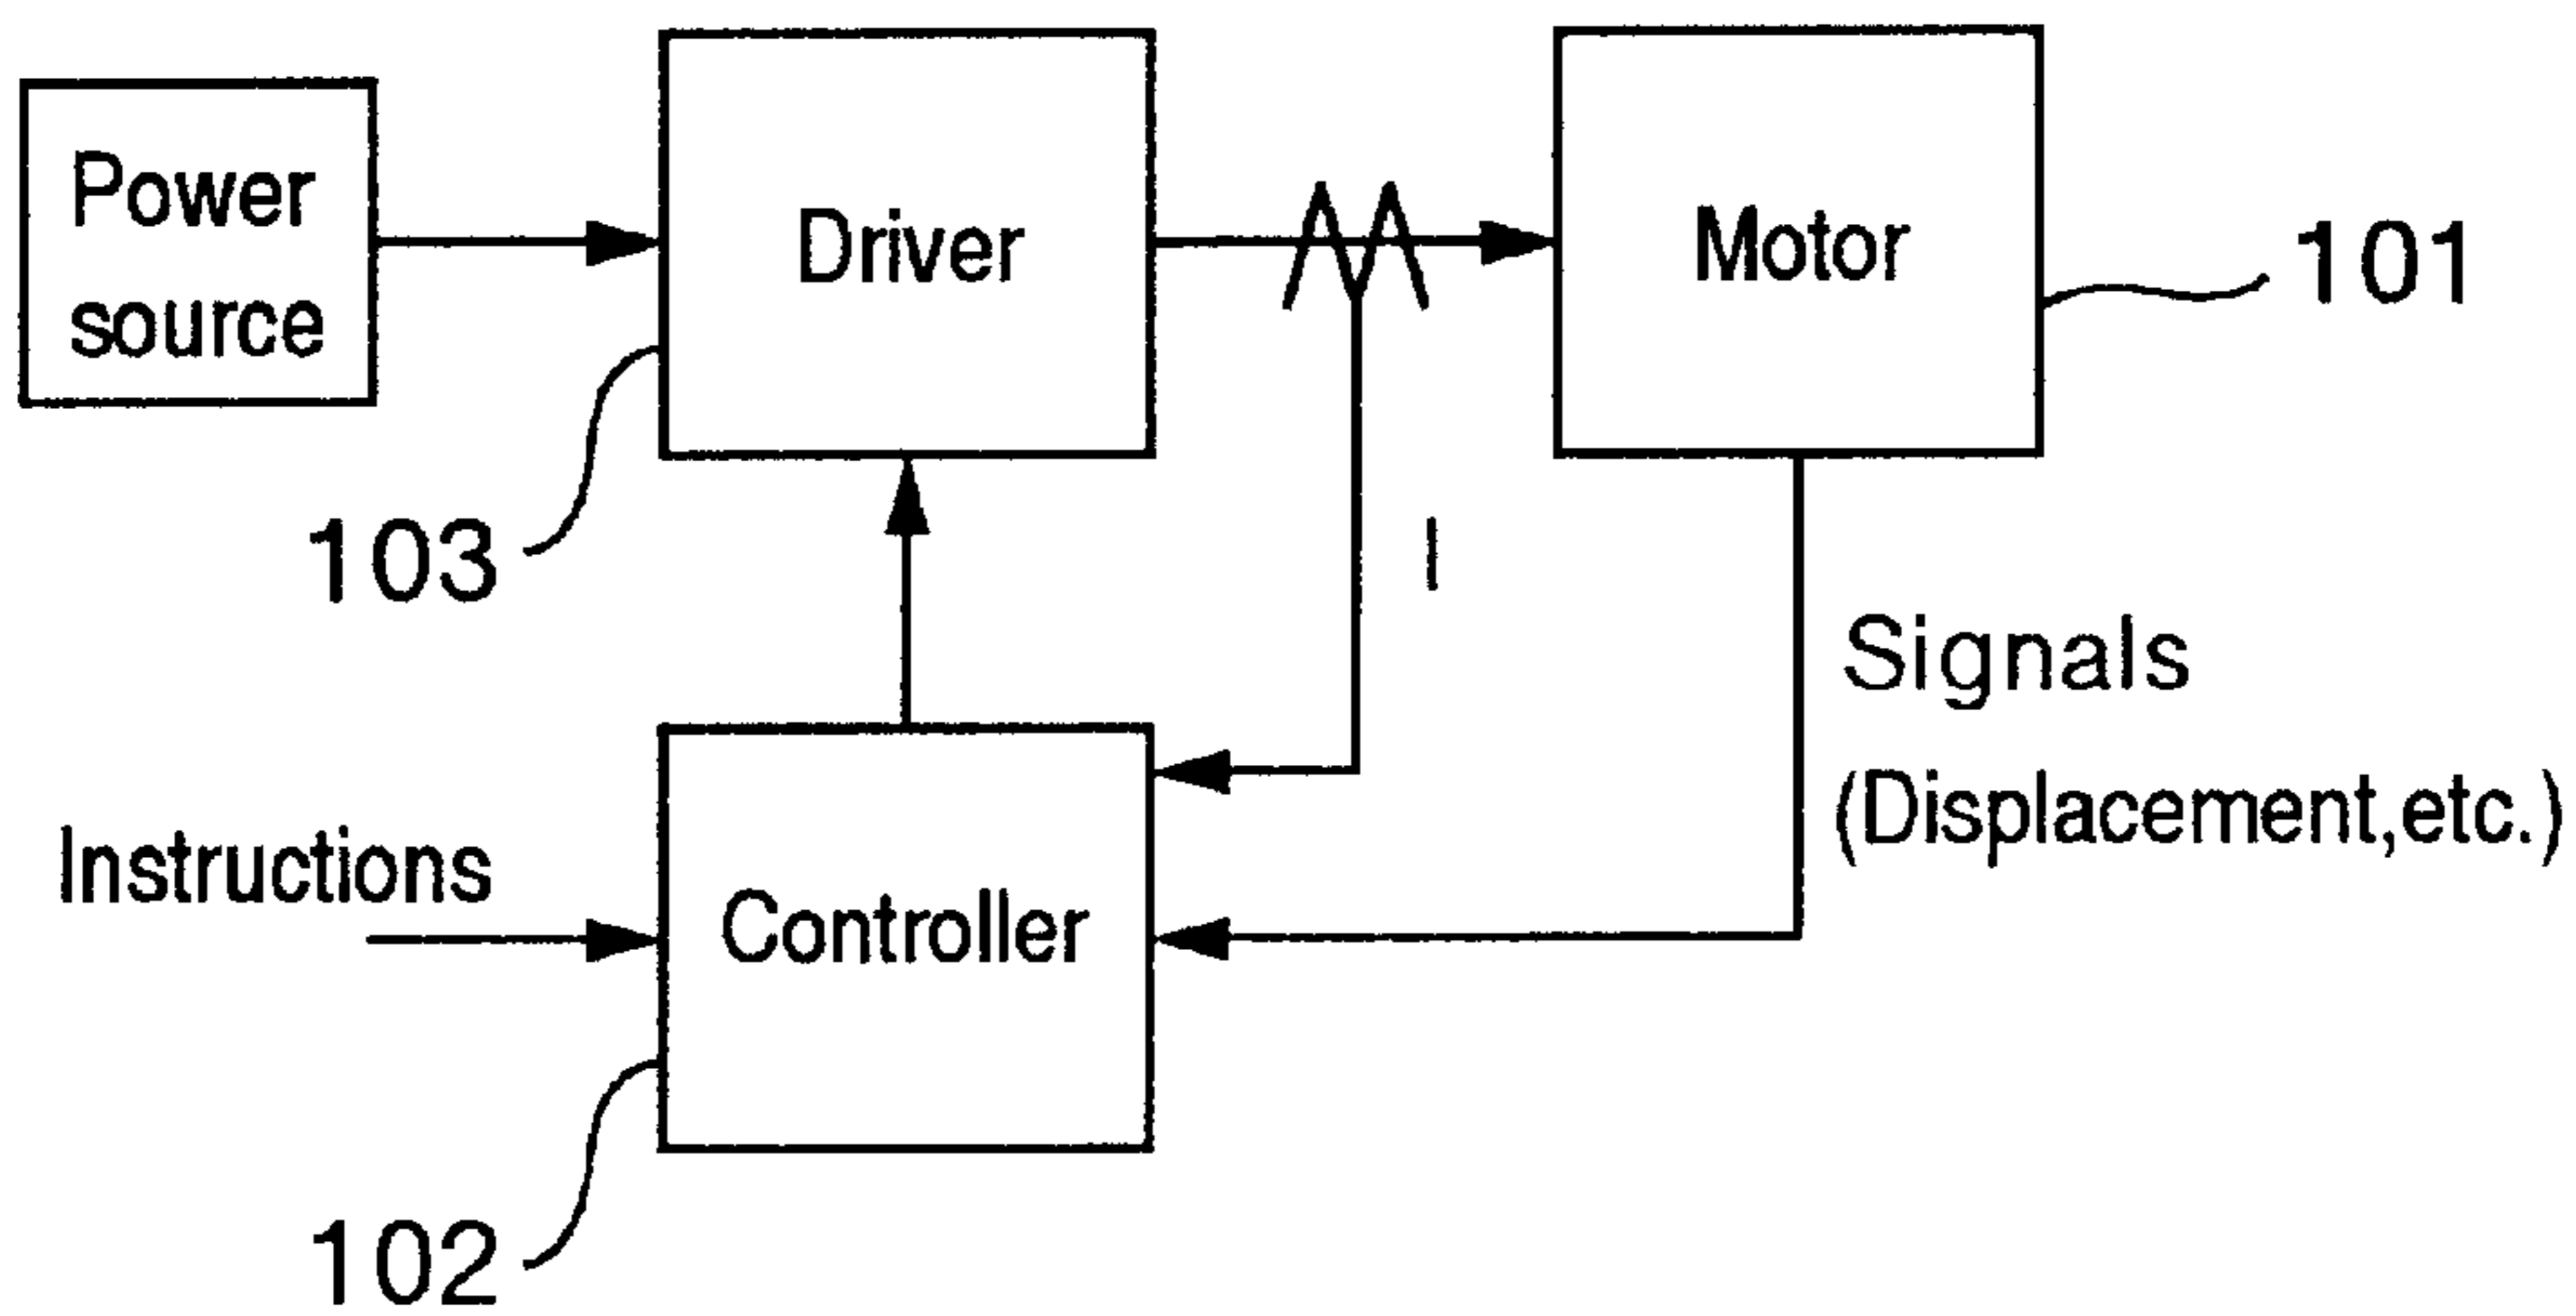 Power
source
Driver
Motor
101
103
I
Signals
(Displacement,etc.)
Instructions
Controller
102